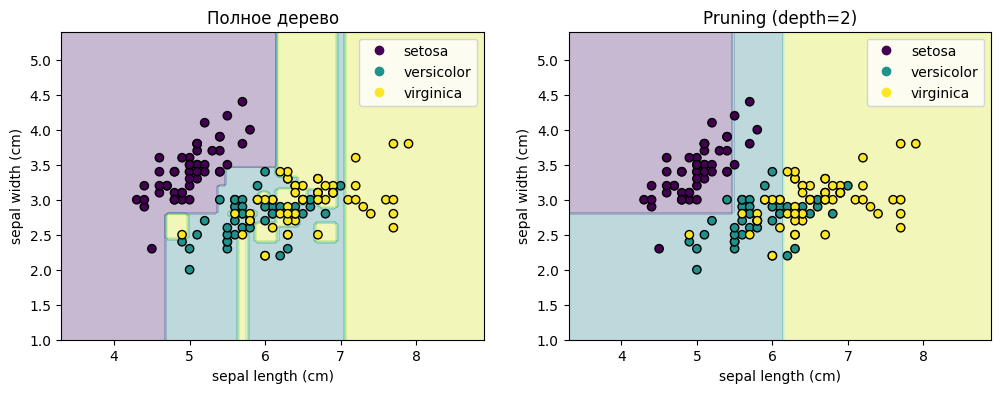 Полное дерево
setosa
versicolor
virginica
5.0
4.5
4.0
3.5
3.0
2.5
2.0
1.5
1.0
sepal width (cm)
4 5 6 7 8
sepal length (cm)
Pruning (depth=2)
setosa
versicolor
virginica
5.0
4.5
4.0
3.5
3.0
2.5
2.0
1.5
1.0
sepal width (cm)
4 5 6 7 8
sepal length (cm)